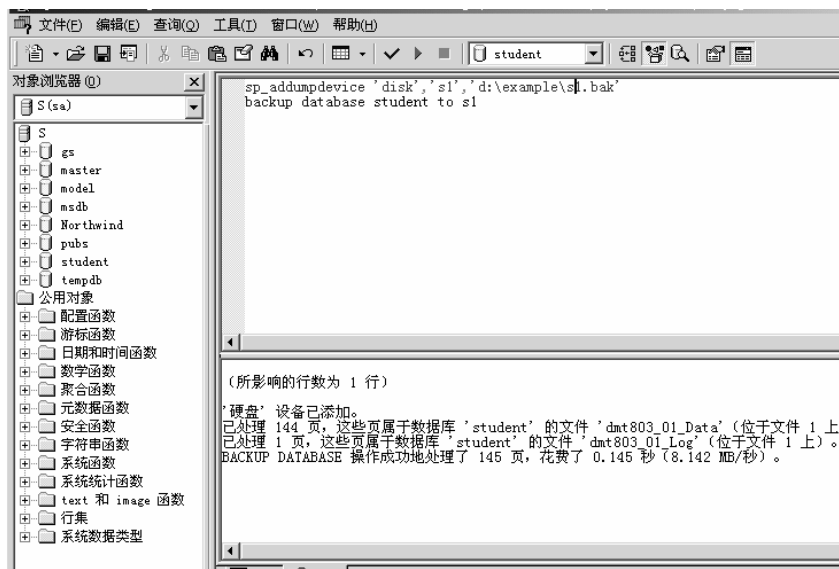 文件(F) 编辑(E) 查询(Q) 工具(T) 窗口(W) 帮助(H)
student
对象浏览器(O)
S(sa)
S
gs
master
model
msdb
Northwind
pubs
student
tempdb
公用对象
配置函数
游标函数
日期和时间函数
数学函数
聚合函数
元数据函数
安全函数
字符串函数
系统函数
系统统计函数
text 和 image 函数
行集
系统数据类型
sp_addumpdevice 'disk','s1','d:\example\s1.bak'
backup database student to s1
（所影响的行数为 1 行）
'硬盘' 设备已添加。
已处理 144 页，这些页属于数据库 'student' 的文件 'dmt803_01_Data'（位于文件 1 上
已处理 1 页，这些页属于数据库 'student' 的文件 'dmt803_01_Log'（位于文件 1 上）。
BACKUP DATABASE 操作成功地处理了 145 页，花费了 0.145 秒（8.142 MB/秒）。